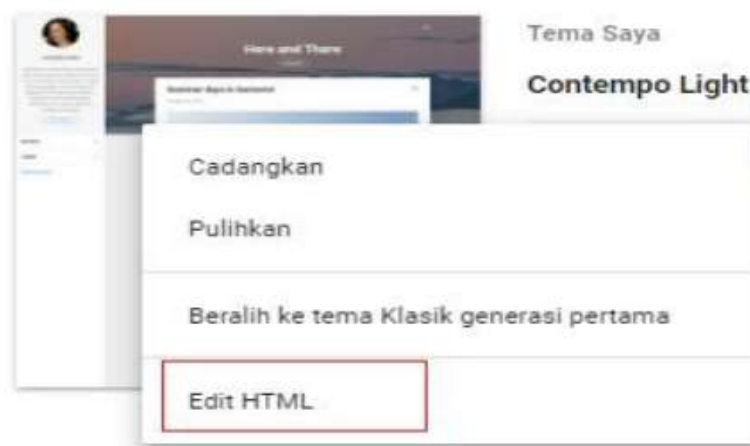 Tema Saya
Contempo Light
Here and There
Cadangkan
Pulihkan
Beralih ke tema Klasik generasi pertama
Edit HTML